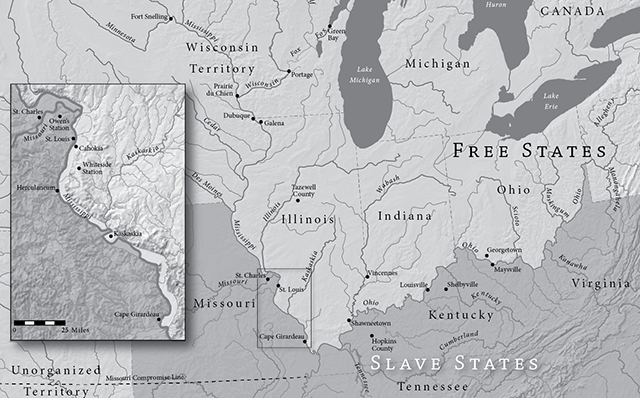 Huron
CANADA
Fort Snelling
Mississippi
Minnesota
Green
Bay
Fox
Fox
Wisconsin
Territory
Michigan
Lake
Michigan
Portage
Wisconsin
Prairie
du Chien
Lake
Erie
Allegheny
Dubuque
Galena
Cedar
FREE STATES
Des Moines
Tazewell
County
Wabash
Ohio
Muskingum
Ohio
Monongahela
Scioto
Illinois
Illinois
Indiana
Mississippi
Kaskaskia
Ohio
Georgetown
Maysville
Kanawha
Virginia
Vincennes
St. Charles
Missouri
St. Louis
Missouri
Louisville
Shelbyville
Kentucky
Kentucky
Ohio
Shawneetown
Cape Girardeau
Hopkins
County
Cumberland
SLAVE STATES
Unorganized
Territory
Missouri Compromise Line
Tennessee
Tennessee
St. Charles
Owen's
Station
Missouri
St. Louis
Cahokia
Kaskaskia
Whiteside
Station
Herculaneum
Mississippi
Kaskaskia
Cape Girardeau
0 25 Miles